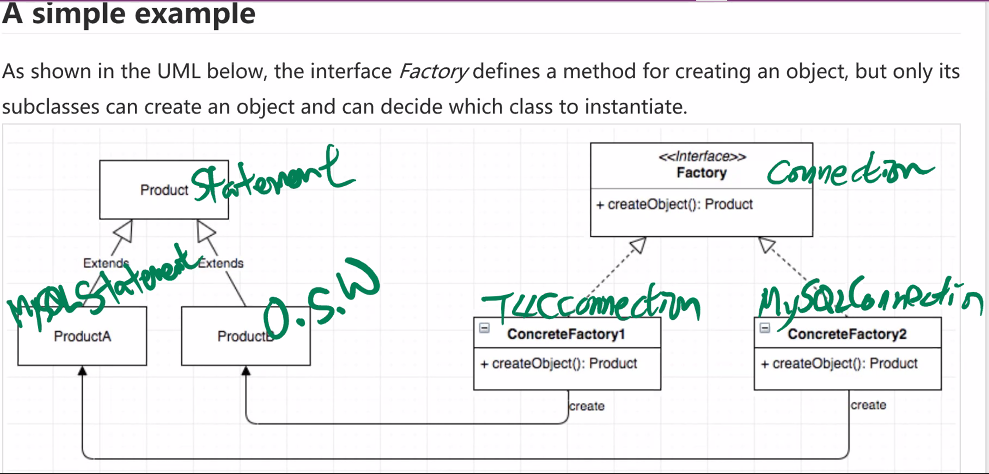 A simple example
As shown in the UML below, the interface Factory defines a method for creating an object, but only its
subclasses can create an object and can decide which class to instantiate.
Product Statement
<<Interface>>
Factory
Connection
+ createObject(): Product
Extends
Extends
MySQLStatement
O.S.W
ProductA
ProductB
T4CConnection
MySQLConnection
ConcreteFactory1
+ createObject(): Product
ConcreteFactory2
+ createObject(): Product
create
create